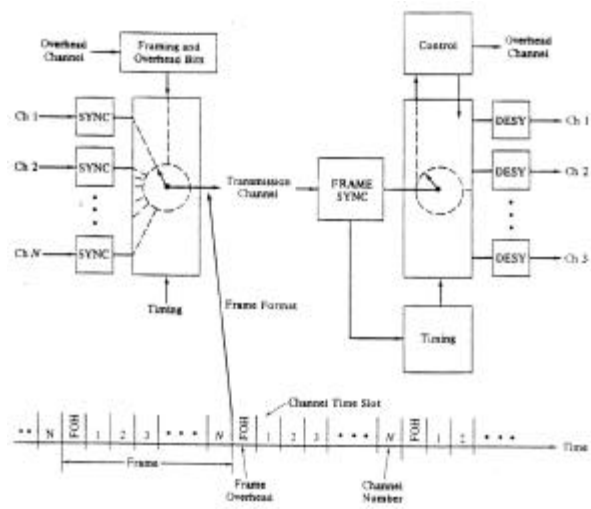 Overhead
Channel
Framing and
Overhead Bits
Control
Overhead
Channel
Ch 1
SYNC
Ch 2
SYNC
Ch N
SYNC
Timing
Transmission
Channel
FRAME
SYNC
DESY
Ch 1
DESY
Ch 2
DESY
Ch 3
Timing
Frame Format
Channel Time Slot
N FOH 1 2 3 N FOH 1 2 3 N FOH 1 2
Time
Frame
Frame
Overhead
Channel
Number